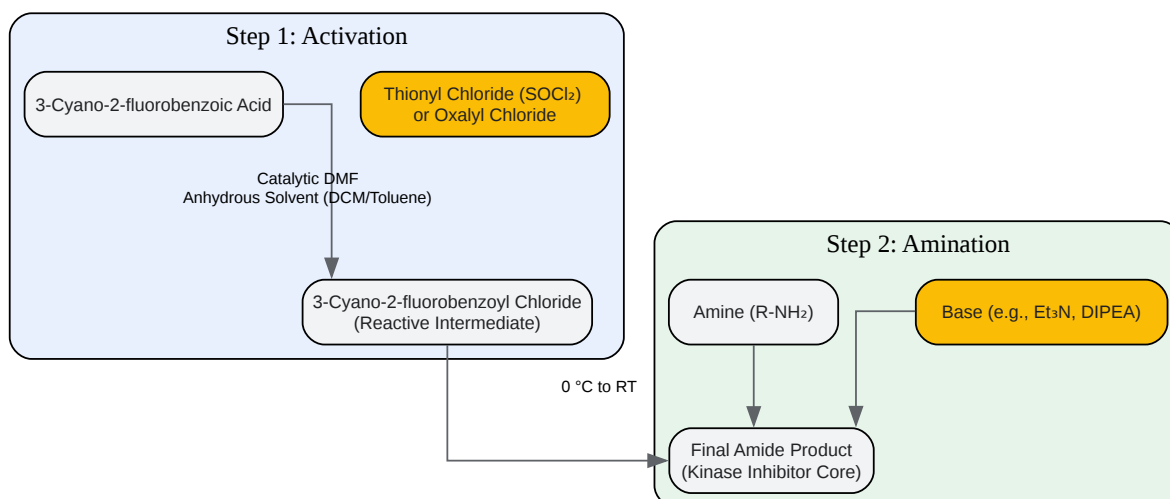 Step 1: Activation
3-Cyano-2-fluorobenzoic Acid
Thionyl Chloride (SOCl₂)
or Oxalyl Chloride
Catalytic DMF
Anhydrous Solvent (DCM/Toluene)
3-Cyano-2-fluorobenzoyl Chloride
(Reactive Intermediate)
0 °C to RT
Step 2: Amination
Amine (R-NH₂)
Base (e.g., Et₃N, DIPEA)
Final Amide Product
(Kinase Inhibitor Core)